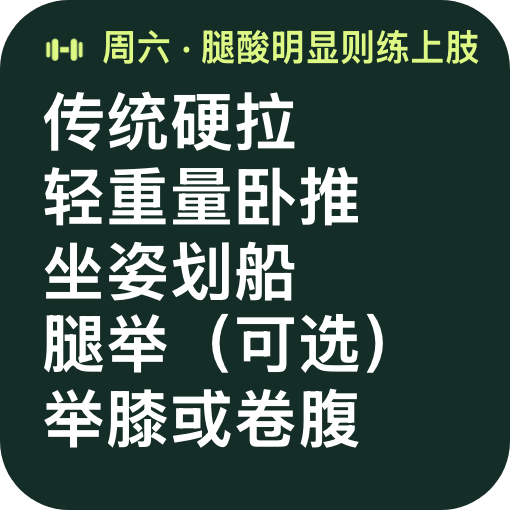 周六 · 腿酸明显则练上肢
传统硬拉
轻重量卧推
坐姿划船
腿举（可选）
举膝或卷腹